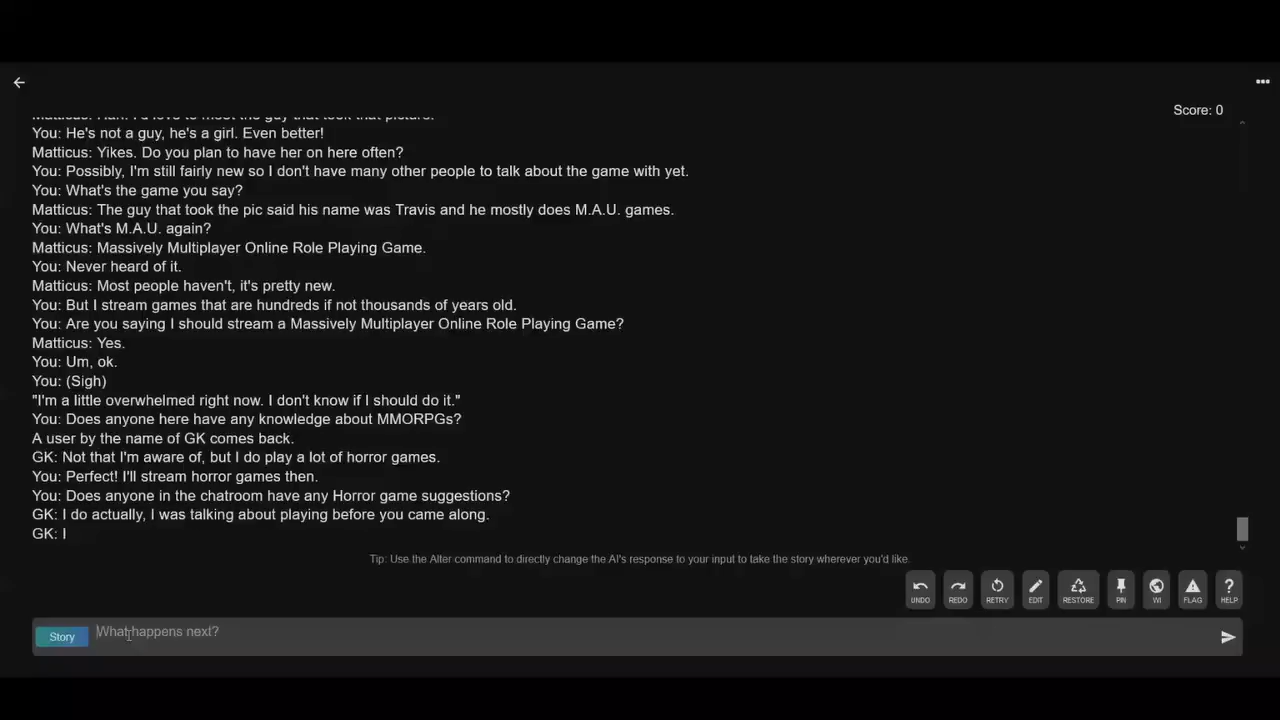 Score: 0
You: He's not a guy, he's a girl. Even better!
Matticus: Yikes. Do you plan to have her on here often?
You: Possibly, I'm still fairly new so I don't have many other people to talk about the game with yet.
You: What's the game you say?
Matticus: The guy that took the pic said his name was Travis and he mostly does M.A.U. games.
You: What's M.A.U. again?
Matticus: Massively Multiplayer Online Role Playing Game.
You: Never heard of it.
Matticus: Most people haven't, it's pretty new.
You: But I stream games that are hundreds if not thousands of years old.
You: Are you saying I should stream a Massively Multiplayer Online Role Playing Game?
Matticus: Yes.
You: Um, ok.
You: (Sigh)
"I'm a little overwhelmed right now. I don't know if I should do it."
You: Does anyone here have any knowledge about MMORPGs?
A user by the name of GK comes back.
GK: Not that I'm aware of, but I do play a lot of horror games.
You: Perfect! I'll stream horror games then.
You: Does anyone in the chatroom have any Horror game suggestions?
GK: I do actually, I was talking about playing before you came along.
GK: I
Tip: Use the Alter command to directly change the AI's response to your input to take the story wherever you'd like.
UNDO REDO RETRY EDIT RESTORE PIN WI FLAG HELP
Story What happens next?